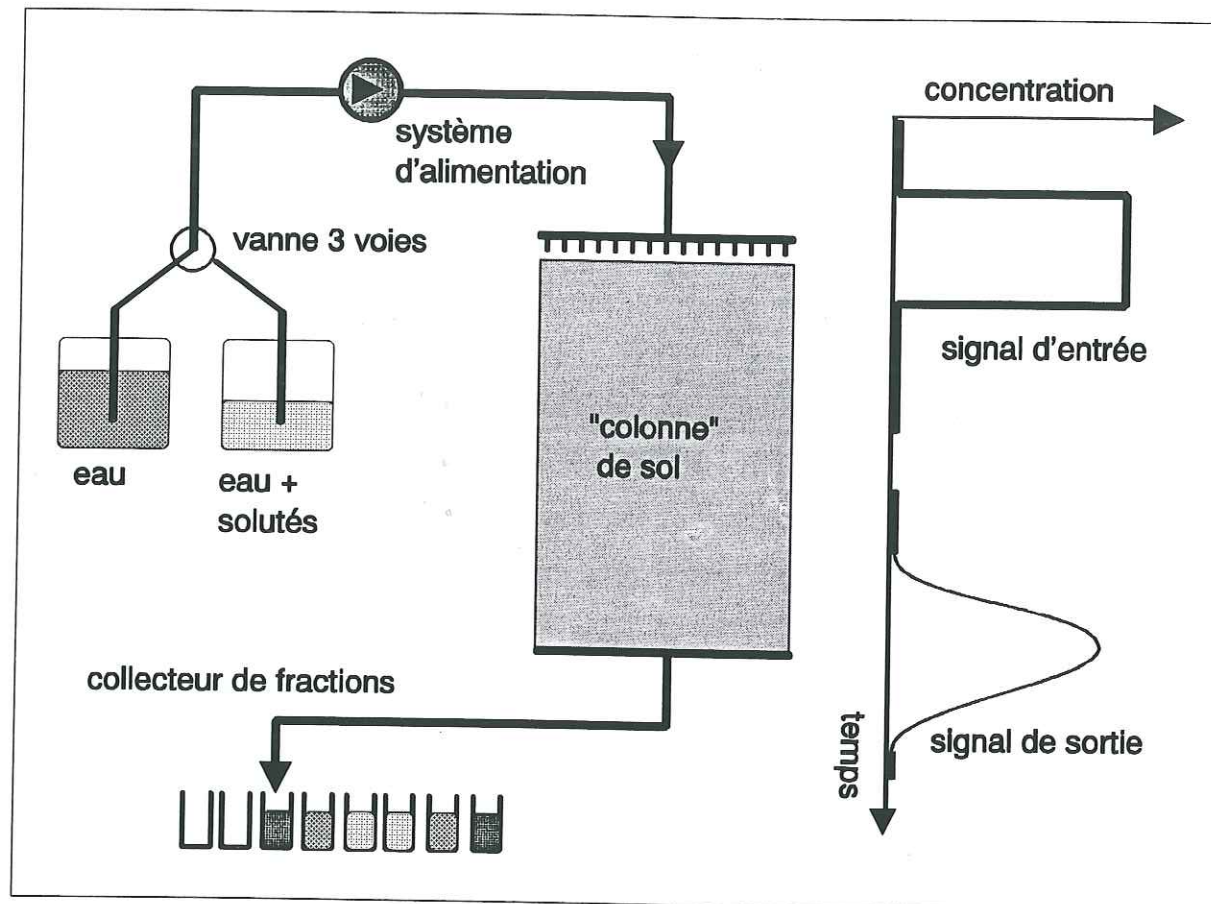 système
d'alimentation
concentration
vanne 3 voies
signal d'entrée
"colonne"
de sol
eau
eau +
solutés
collecteur de fractions
temps
signal de sortie